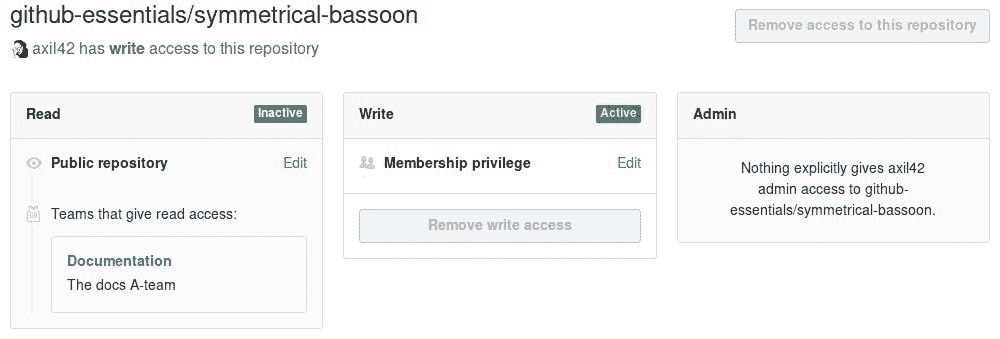 github-essentials/symmetrical-bassoon
Remove access to this repository
axil42 has write access to this repository
Read
Inactive
Public repository
Edit
Teams that give read access:
Documentation
The docs A-team
Write
Active
Membership privilege
Edit
Remove write access
Admin
Nothing explicitly gives axil42
admin access to github-
essentials/symmetrical-bassoon.